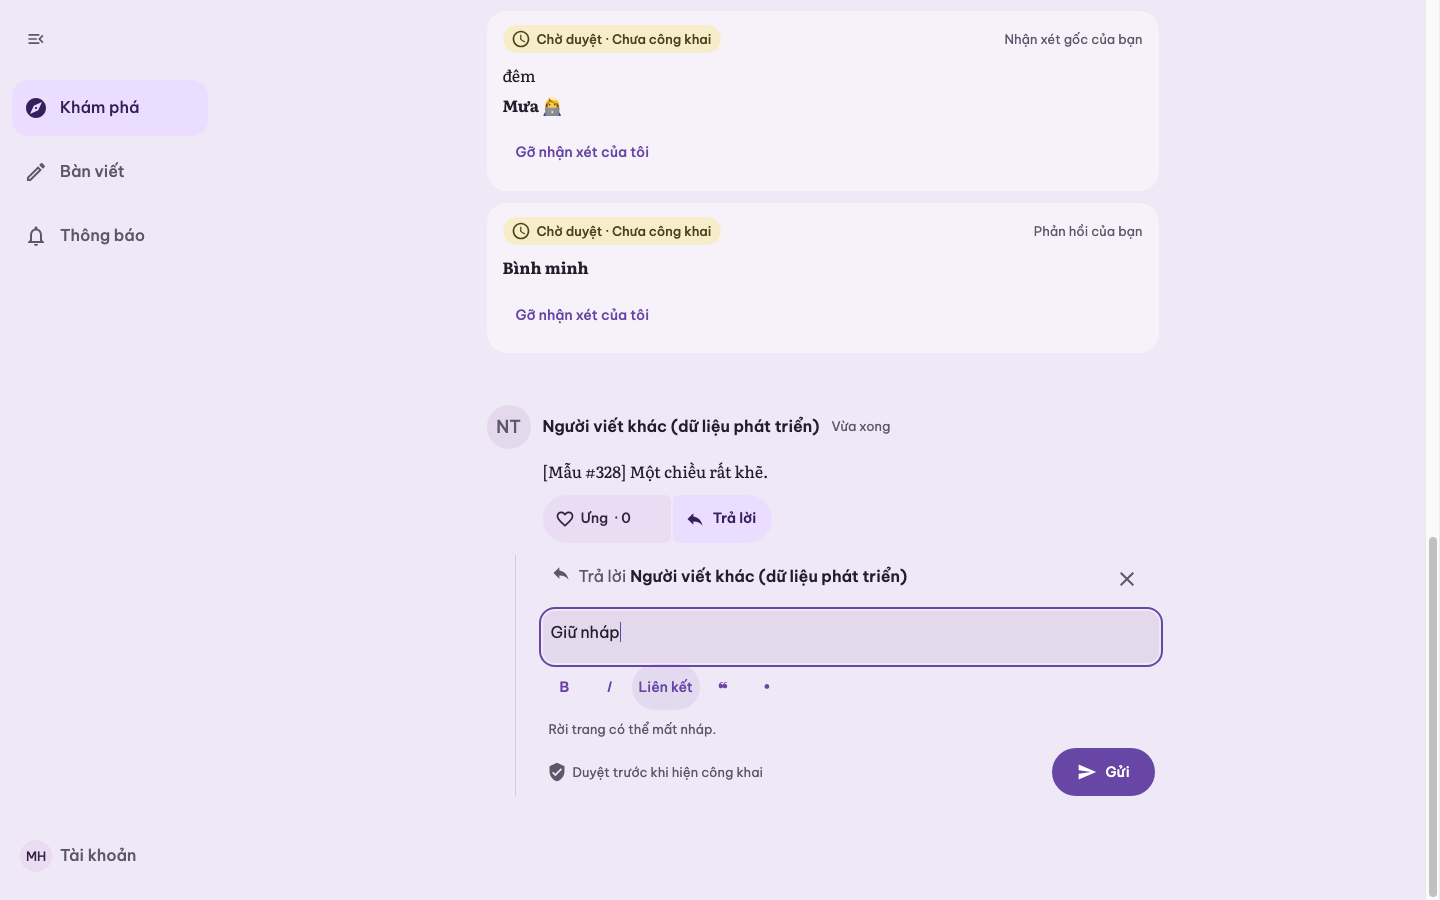 Khám phá
Bàn viết
Thông báo
Chờ duyệt · Chưa công khai
Nhận xét gốc của bạn
đêm
Mưa
Gỡ nhận xét của tôi
Chờ duyệt · Chưa công khai
Phản hồi của bạn
Bình minh
Gỡ nhận xét của tôi
NT
Người viết khác (dữ liệu phát triển) Vừa xong
[Mẫu #328] Một chiều rất khẽ.
Ưng · 0
Trả lời
Trả lời Người viết khác (dữ liệu phát triển)
Giữ nháp
B I Liên kết ❝ •
Rời trang có thể mất nháp.
Duyệt trước khi hiện công khai
Gửi
MH Tài khoản